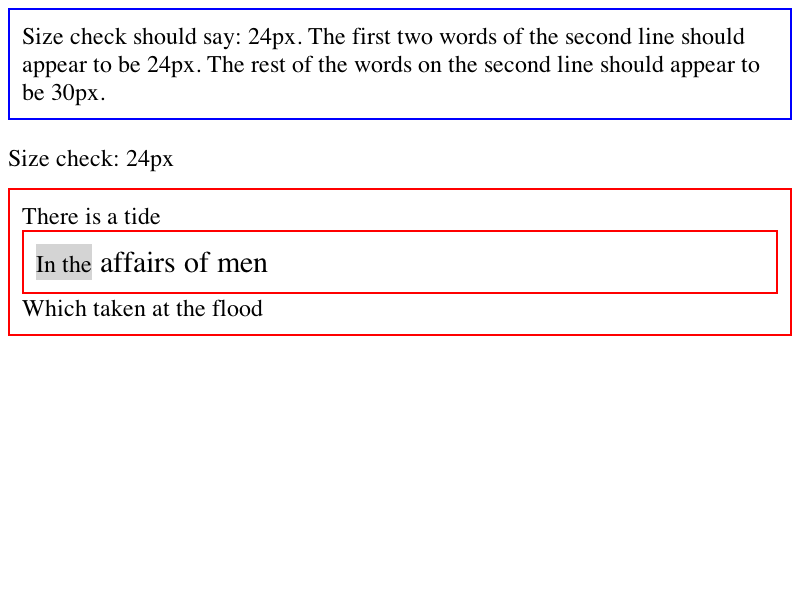 Size check should say: 24px. The first two words of the second line should
appear to be 24px. The rest of the words on the second line should appear to
be 30px.
Size check: 24px
There is a tide
In the affairs of men
Which taken at the flood